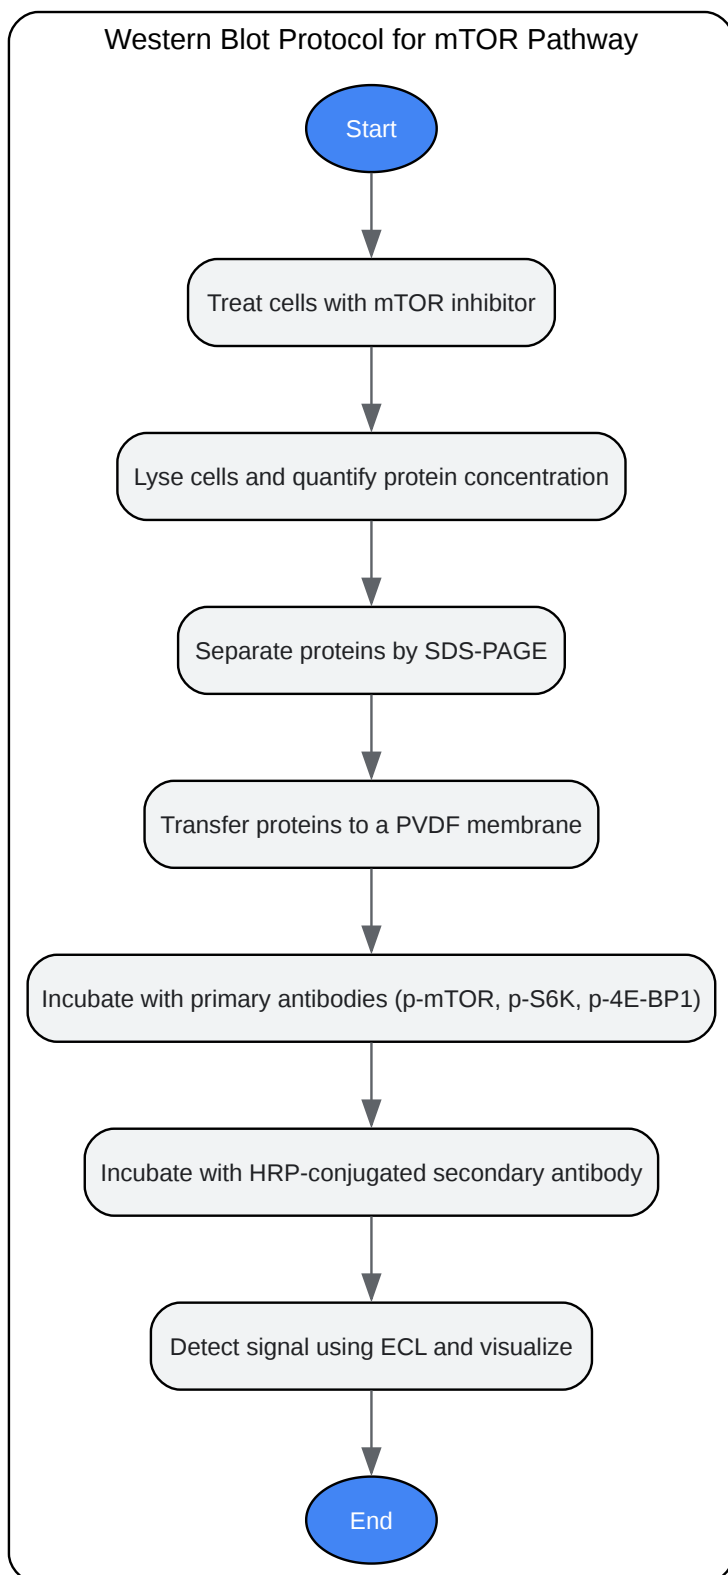 Western Blot Protocol for mTOR Pathway
Start
Treat cells with mTOR inhibitor
Lyse cells and quantify protein concentration
Separate proteins by SDS-PAGE
Transfer proteins to a PVDF membrane
Incubate with primary antibodies (p-mTOR, p-S6K, p-4E-BP1)
Incubate with HRP-conjugated secondary antibody
Detect signal using ECL and visualize
End